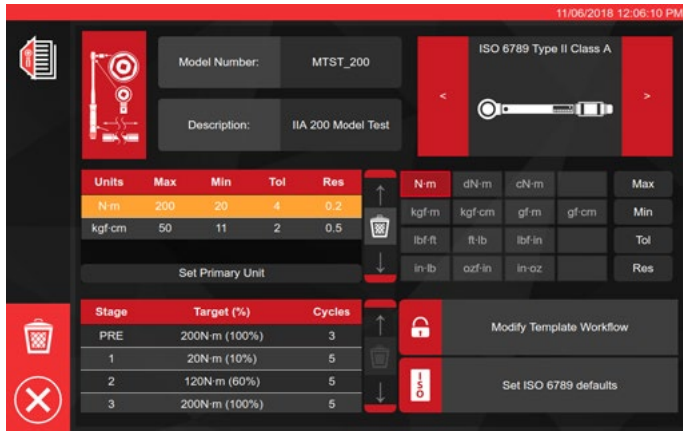 11/06/2018 12:06:10 PM
Model Number: MTST_200
Description: IIA 200 Model Test
ISO 6789 Type II Class A
< >
Units Max Min Tol Res
N·m 200 20 4 0.2
kgf·cm 50 11 2 0.5
Set Primary Unit
N·m dN·m cN·m Max
kgf·m kgf·cm gf·m gf·cm Min
lbf·ft ft·lb lbf·in Tol
in·lb ozf·in in·oz Res
Stage Target (%) Cycles
PRE 200N·m (100%) 3
1 20N·m (10%) 5
2 120N·m (60%) 5
3 200N·m (100%) 5
Modify Template Workflow
ISO
Set ISO 6789 defaults